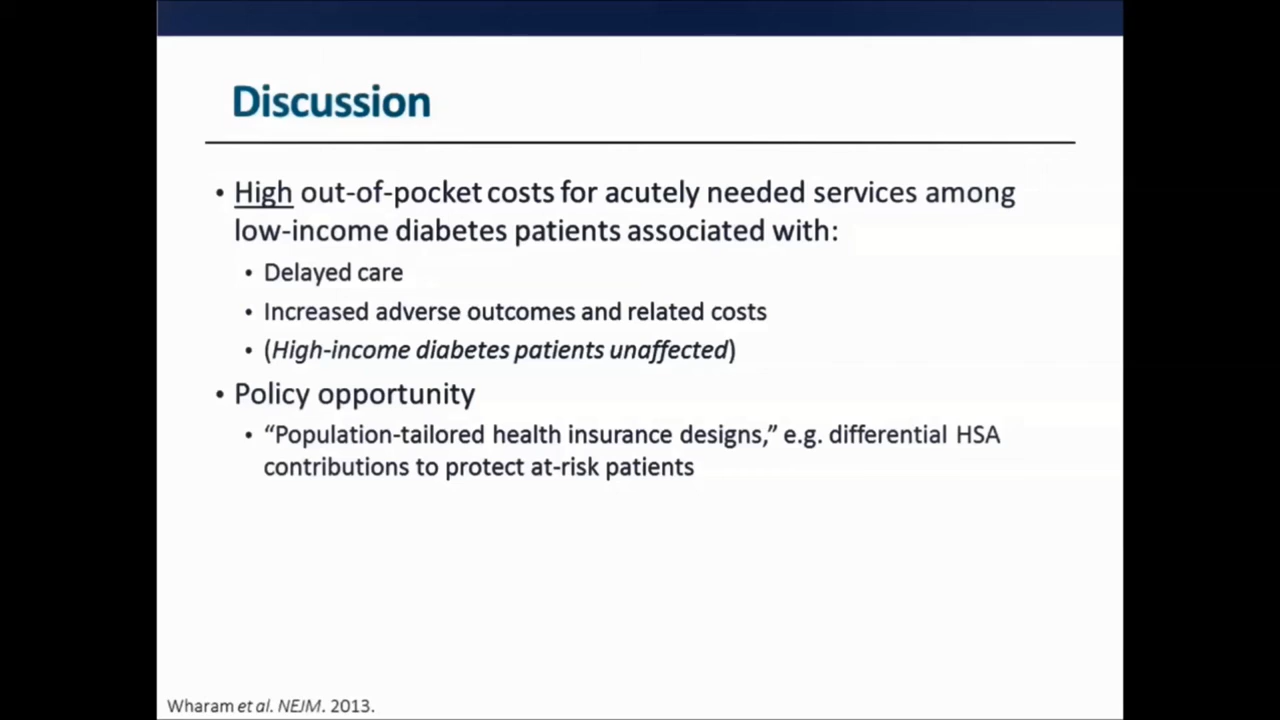 Discussion
• High out-of-pocket costs for acutely needed services among
low-income diabetes patients associated with:
• Delayed care
• Increased adverse outcomes and related costs
• (High-income diabetes patients unaffected)
• Policy opportunity
• “Population-tailored health insurance designs,” e.g. differential HSA
contributions to protect at-risk patients
Wharam et al. NEJM. 2013.